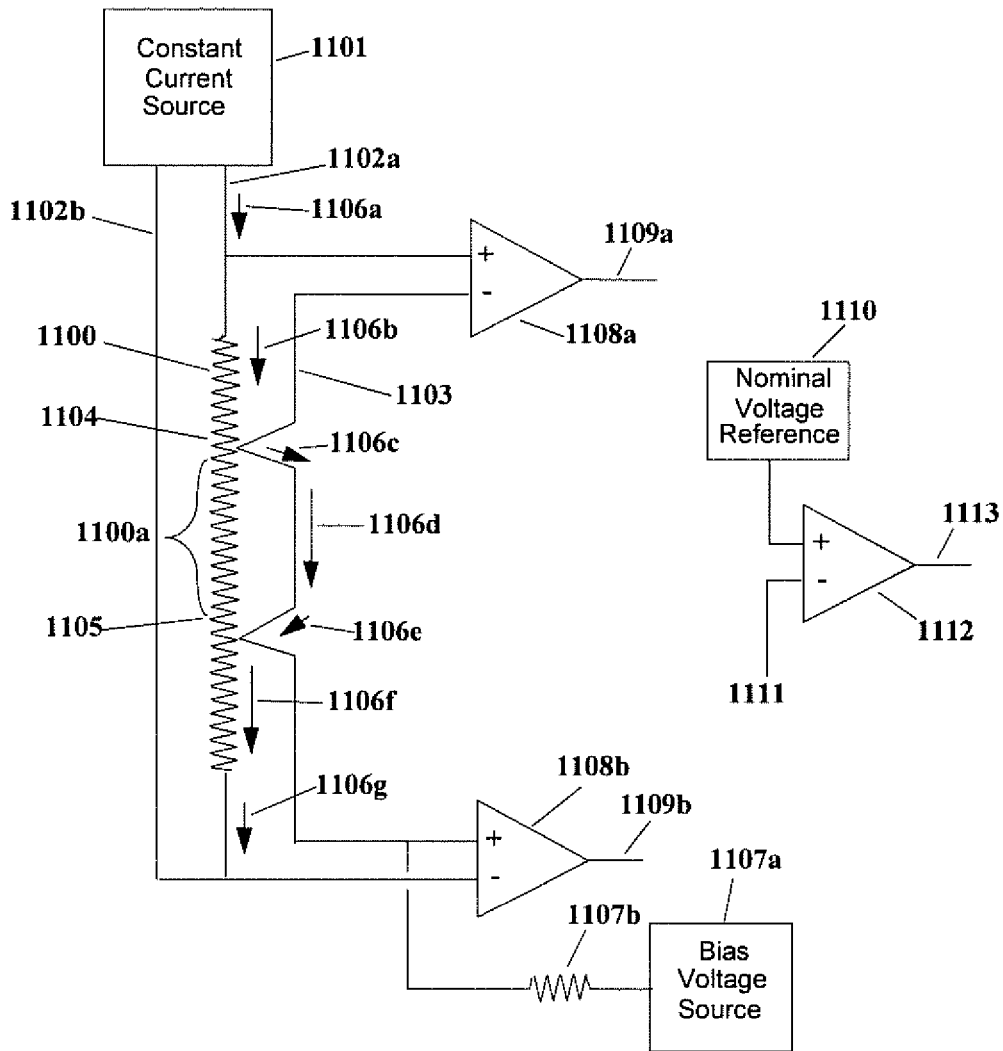 Constant
Current
Source
1101
1102a
1102b
1106a
1109a
+
-
1108a
1106b
1100
1103
1104
1106c
1110
Nominal
Voltage
Reference
1106d
1100a
1113
+
-
1105
1106e
1112
1111
1106f
1106g
1108b
1109b
+
-
1107a
1107b
Bias
Voltage
Source